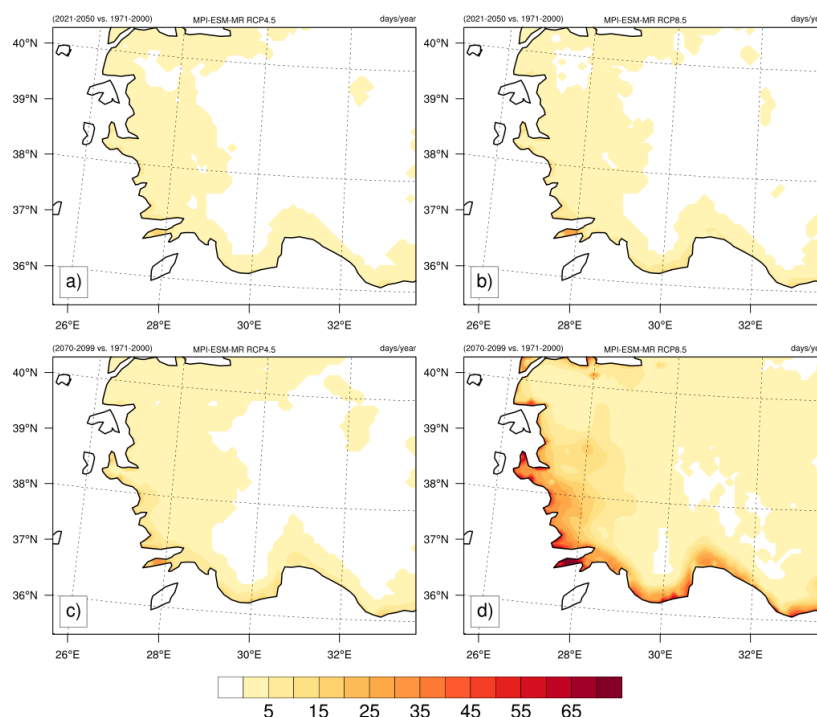 (2021-2050 vs. 1971-2000) MPI-ESM-MR RCP4.5 days/year
(2021-2050 vs. 1971-2000) MPI-ESM-MR RCP8.5 days/year
40°N
39°N
38°N
37°N
36°N
a)
26°E 28°E 30°E 32°E
40°N
39°N
38°N
37°N
36°N
b)
26°E 28°E 30°E 32°E
(2070-2099 vs. 1971-2000) MPI-ESM-MR RCP4.5 days/year
(2070-2099 vs. 1971-2000) MPI-ESM-MR RCP8.5 days/year
40°N
39°N
38°N
37°N
36°N
c)
26°E 28°E 30°E 32°E
40°N
39°N
38°N
37°N
36°N
d)
26°E 28°E 30°E 32°E
5 15 25 35 45 55 65